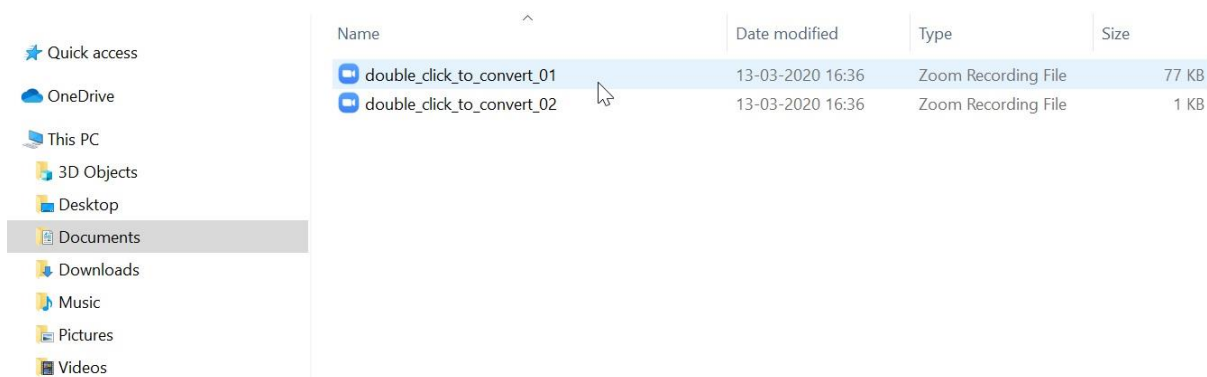 Name Date modified Type Size
Quick access
double_click_to_convert_01 13-03-2020 16:36 Zoom Recording File 77 KB
OneDrive
double_click_to_convert_02 13-03-2020 16:36 Zoom Recording File 1 KB
This PC
3D Objects
Desktop
Documents
Downloads
Music
Pictures
Videos